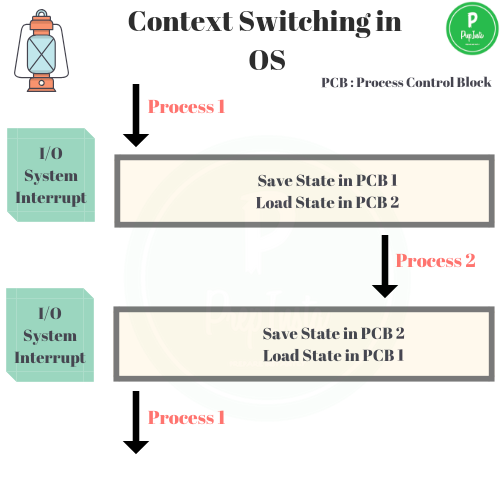 Context Switching in
OS
P
PrepInsta
PCB : Process Control Block
Process 1
I/O
System
Interrupt
Save State in PCB 1
Load State in PCB 2
Process 2
I/O
System
Interrupt
Save State in PCB 2
Load State in PCB 1
Process 1